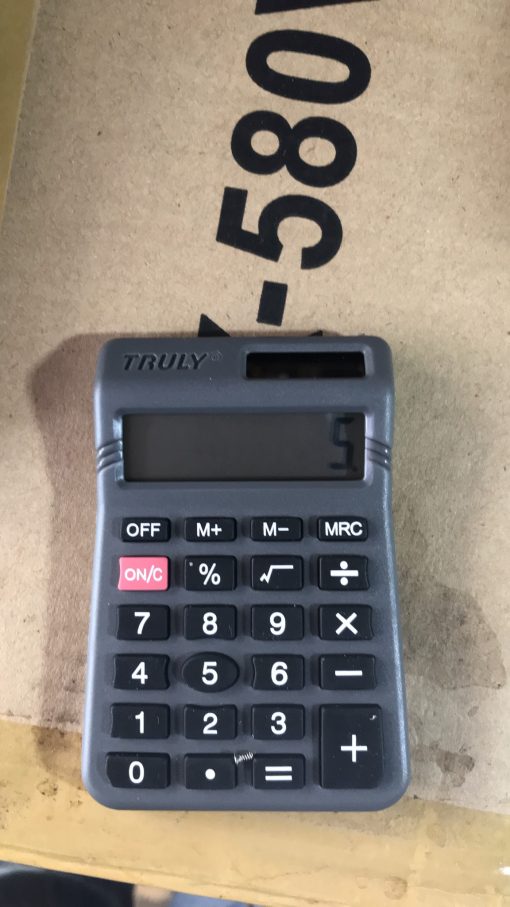 -580
TRULY
5.
OFF M+ M- MRC
ON/C % √ ÷
7 8 9 ×
4 5 6 −
1 2 3
0 . = +